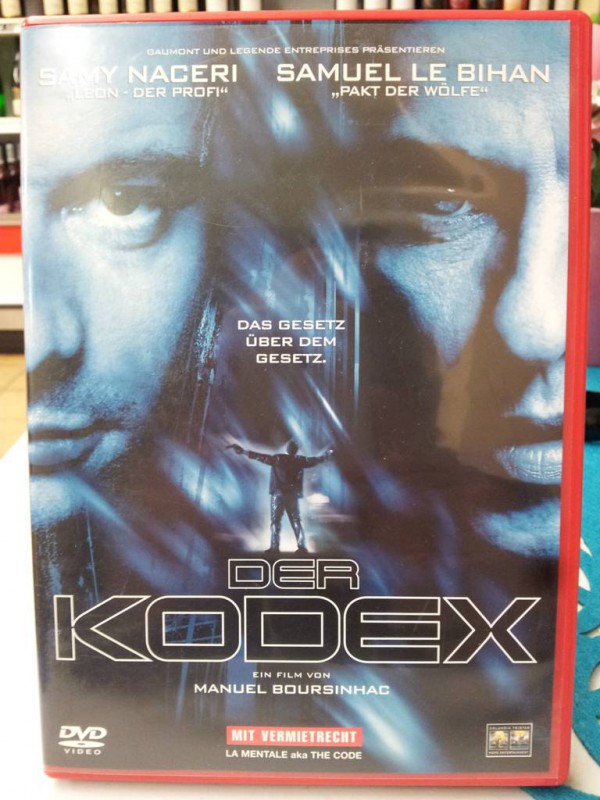 GAUMONT UND LEGENDE ENTREPRISES PRÄSENTIEREN
SAMY NACERI SAMUEL LE BIHAN
„LEON - DER PROFI“ „PAKT DER WÖLFE“
DAS GESETZ
ÜBER DEM
GESETZ.
DER
KODEX
EIN FILM VON
MANUEL BOURSINHAC
DVD
VIDEO
MIT VERMIETRECHT
LA MENTALE aka THE CODE